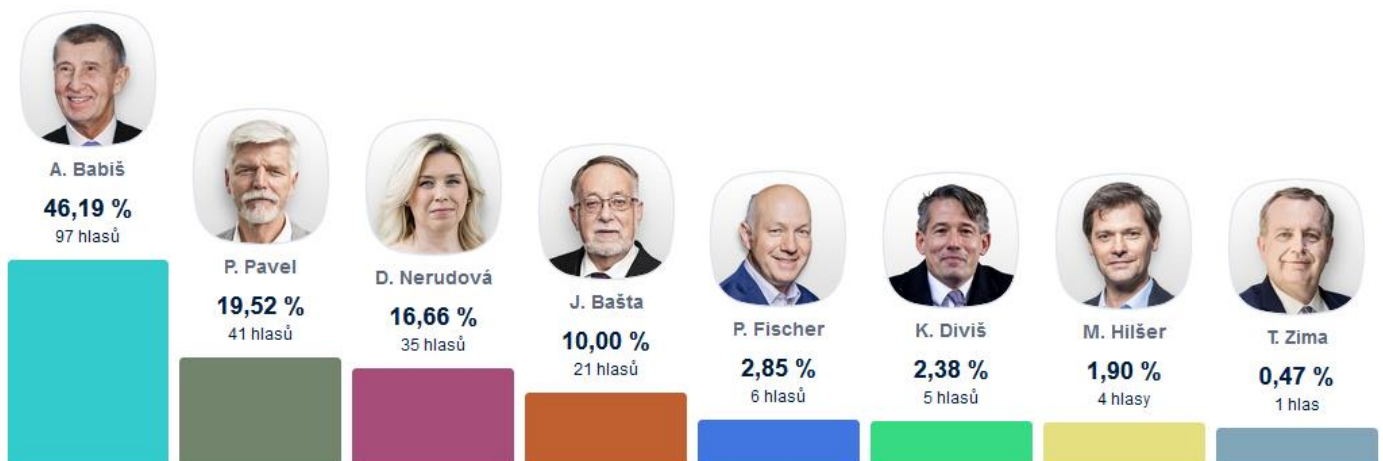 A. Babiš
46,19 %
97 hlasů
P. Pavel
19,52 %
41 hlasů
D. Nerudová
16,66 %
35 hlasů
J. Bašta
10,00 %
21 hlasů
P. Fischer
2,85 %
6 hlasů
K. Diviš
2,38 %
5 hlasů
M. Hilšer
1,90 %
4 hlasy
T. Zima
0,47 %
1 hlas